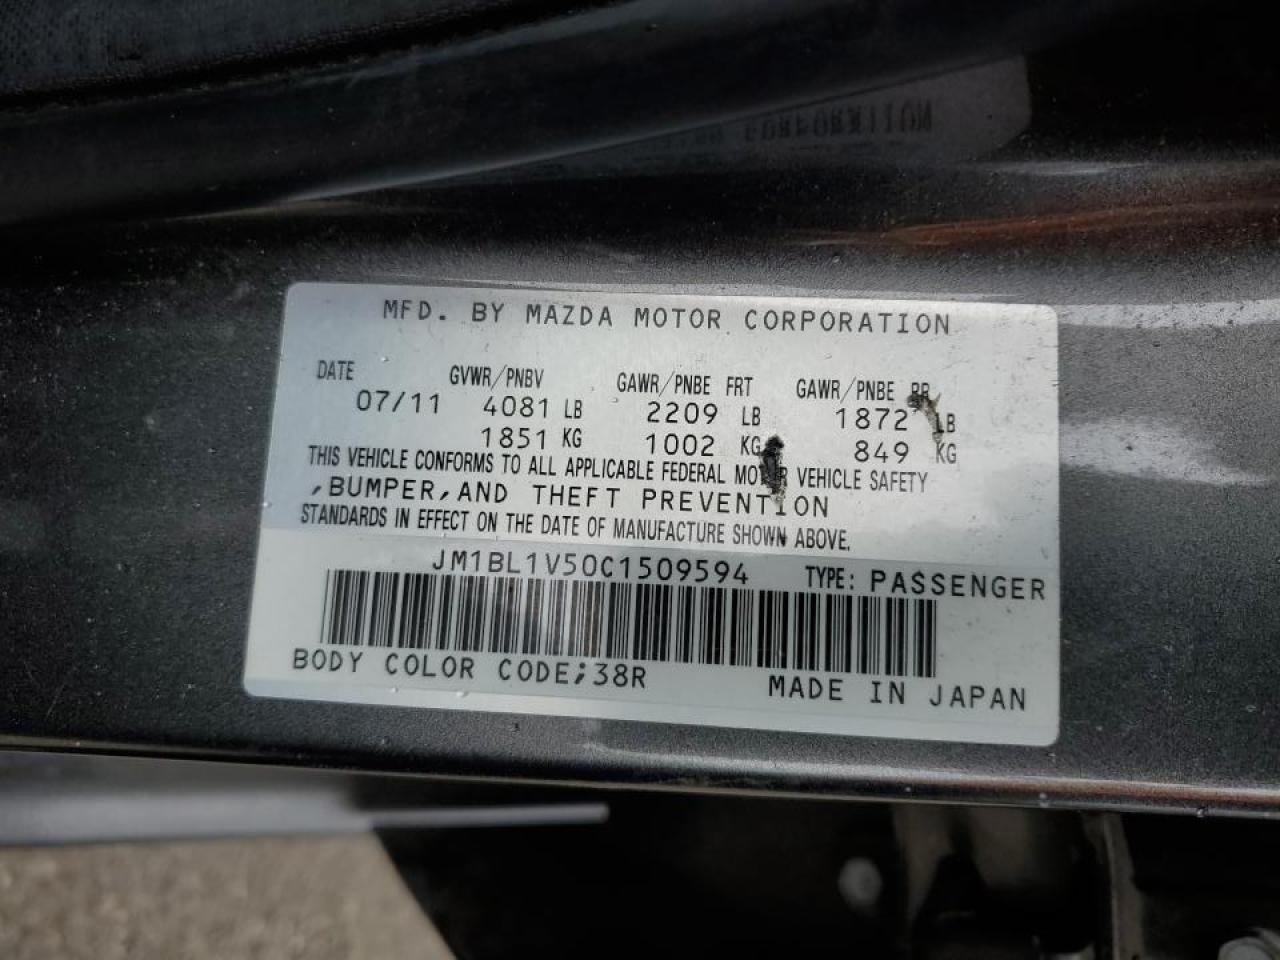 MFD. BY MAZDA MOTOR CORPORATION
DATE GVWR/PNBV GAWR/PNBE FRT GAWR/PNBE RR
07/11 4081 LB 2209 LB 1872 LB
1851 KG 1002 KG 849 KG
THIS VEHICLE CONFORMS TO ALL APPLICABLE FEDERAL MOTOR VEHICLE SAFETY
,BUMPER,AND THEFT PREVENTION
STANDARDS IN EFFECT ON THE DATE OF MANUFACTURE SHOWN ABOVE.
JM1BL1V50C1509594 TYPE: PASSENGER
BODY COLOR CODE;38R MADE IN JAPAN